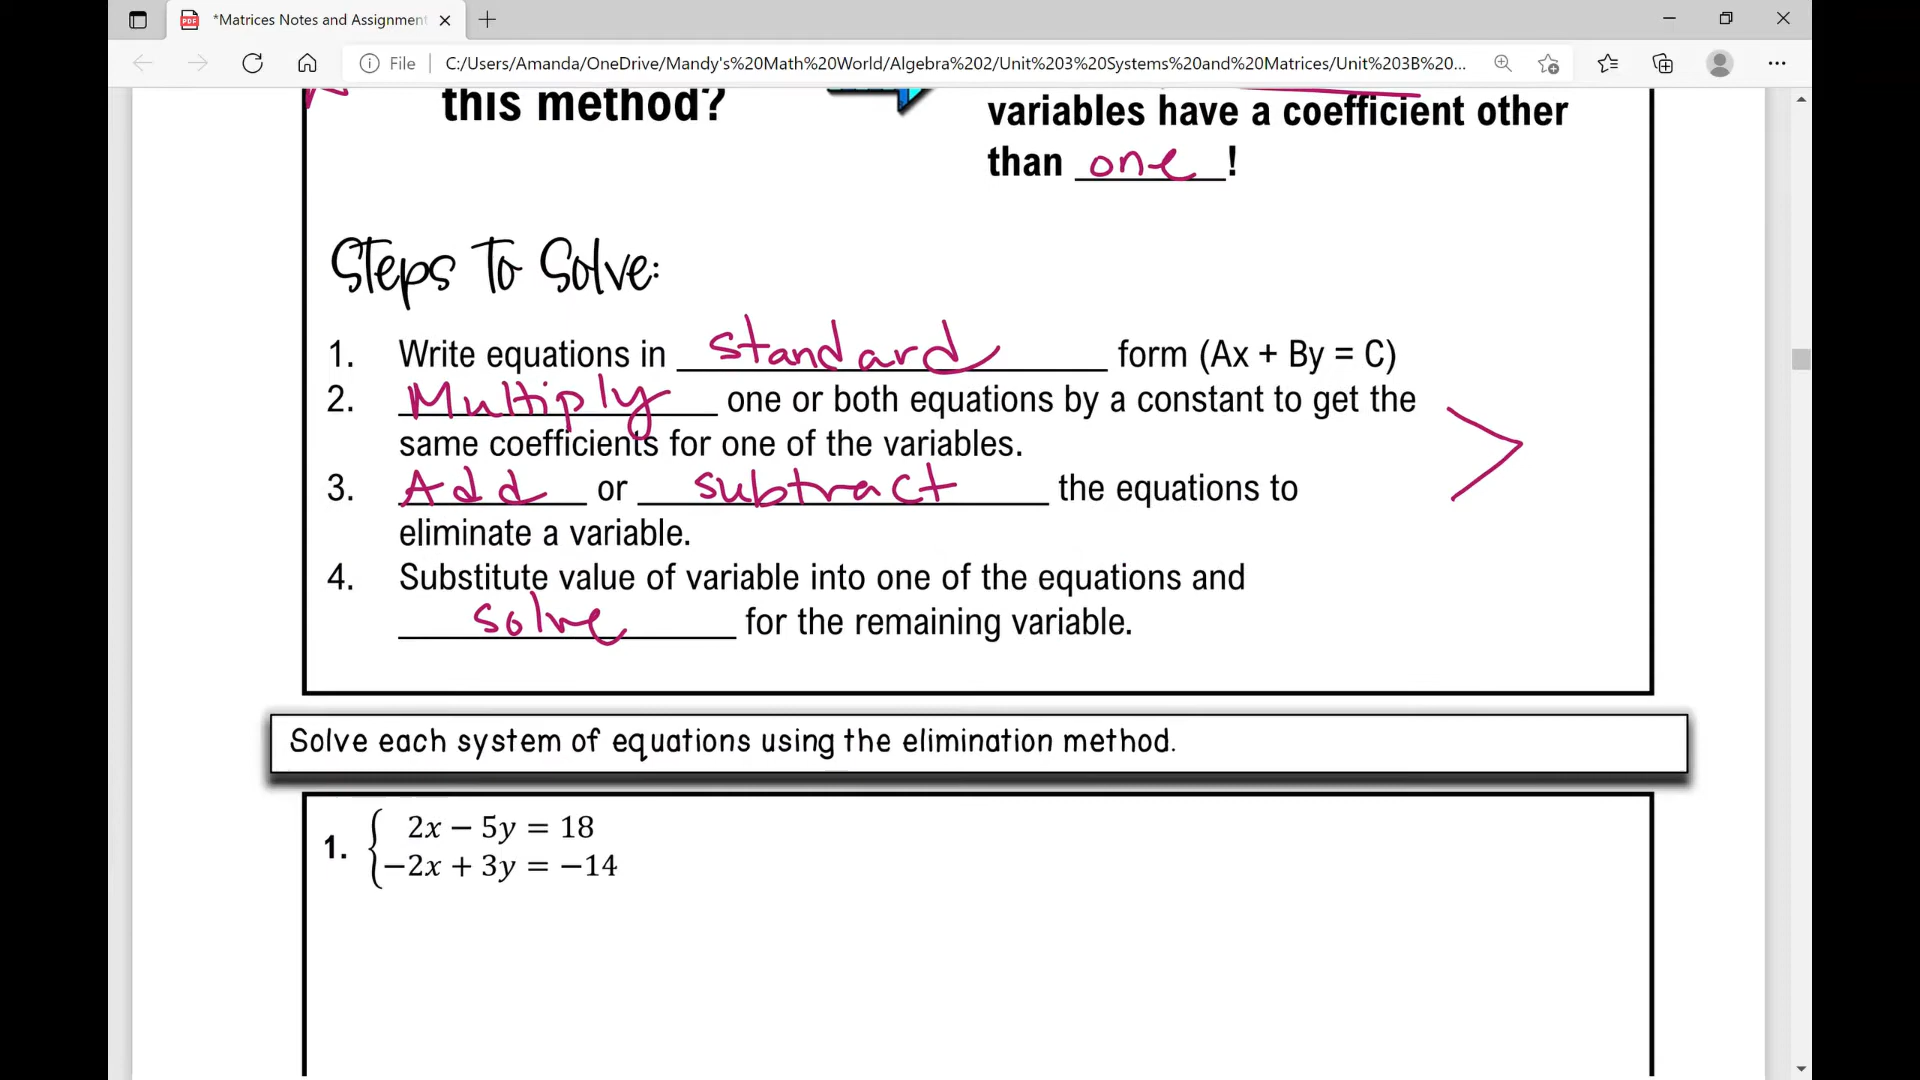 *Matrices Notes and Assignment
File C:/Users/Amanda/OneDrive/Mandy's%20Math%20World/Algebra%202/Unit%203%20Systems%20and%20Matrices/Unit%203B%20...
this method?
variables have a coefficient other
than one !
Steps To Solve:
1. Write equations in standard form (Ax + By = C)
2. Multiply one or both equations by a constant to get the
same coefficients for one of the variables.
3. Add or subtract the equations to
eliminate a variable.
4. Substitute value of variable into one of the equations and
solve for the remaining variable.
Solve each system of equations using the elimination method.
1. { 2x − 5y = 18
−2x + 3y = −14